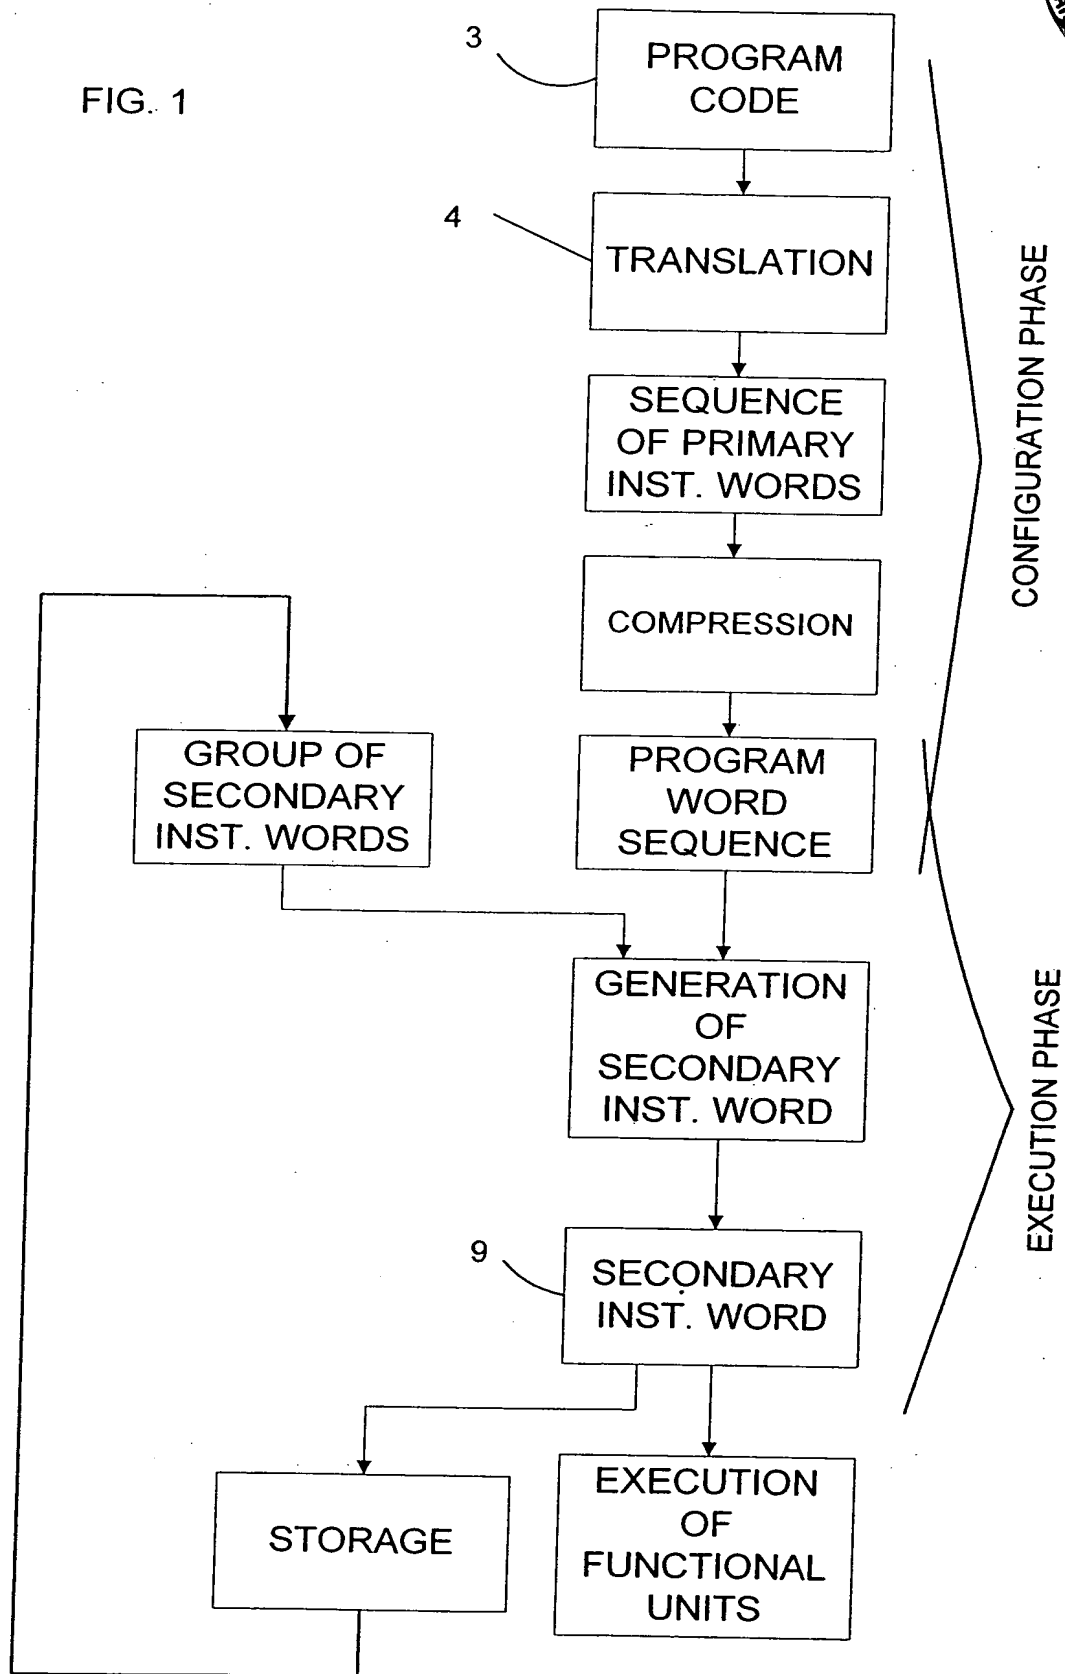 FIG. 1
3
PROGRAM
CODE
4
TRANSLATION
SEQUENCE
OF PRIMARY
INST. WORDS
COMPRESSION
CONFIGURATION PHASE
GROUP OF
SECONDARY
INST. WORDS
PROGRAM
WORD
SEQUENCE
GENERATION
OF
SECONDARY
INST. WORD
EXECUTION PHASE
9
SECONDARY
INST. WORD
STORAGE
EXECUTION
OF
FUNCTIONAL
UNITS